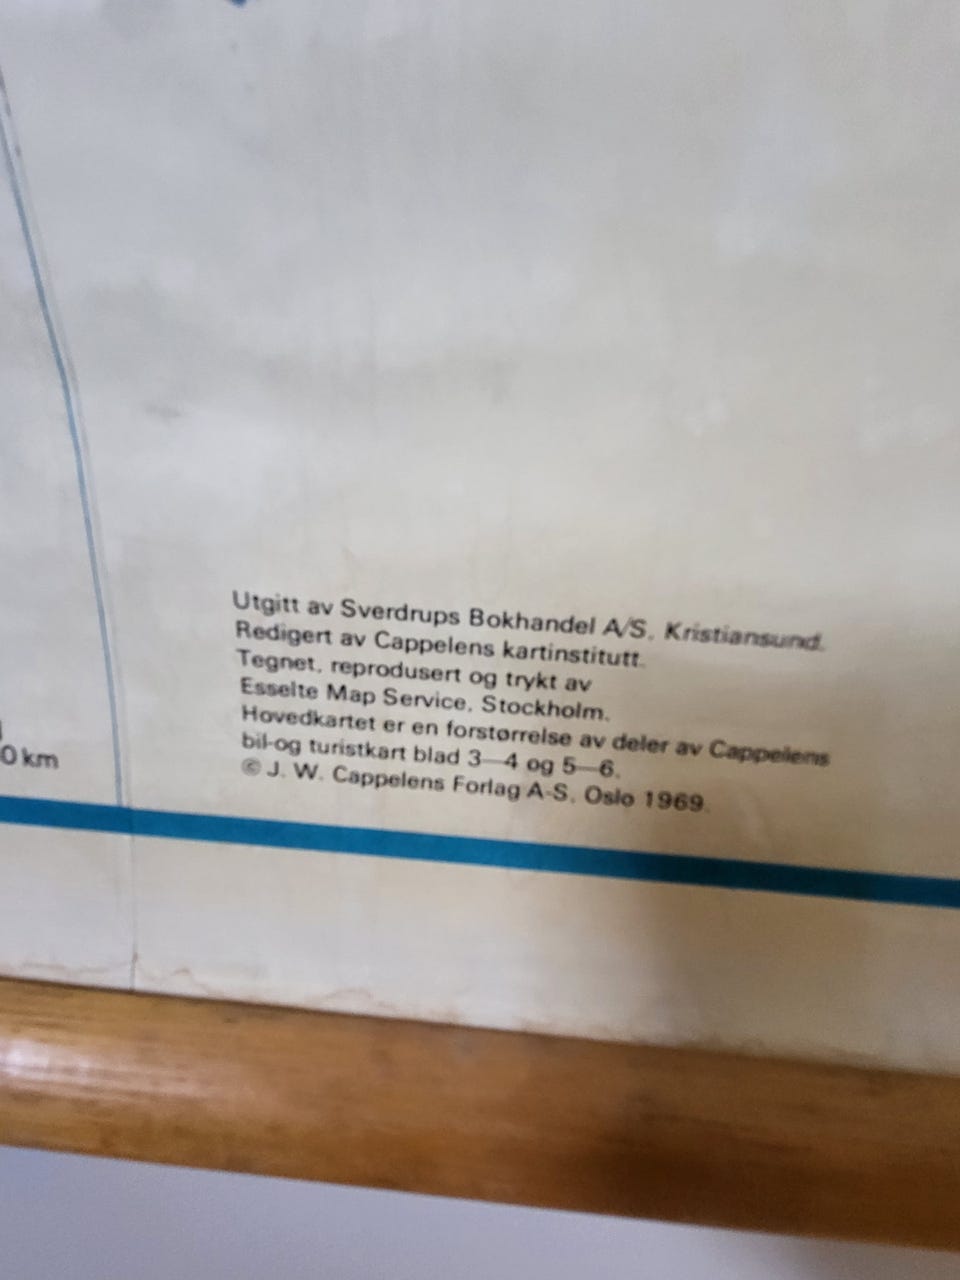 0 km
Utgitt av Sverdrups Bokhandel A/S, Kristiansund.
Redigert av Cappelens kartinstitutt.
Tegnet, reprodusert og trykt av
Esselte Map Service, Stockholm.
Hovedkartet er en forstørrelse av deler av Cappelens
bil-og turistkart blad 3—4 og 5—6.
© J. W. Cappelens Forlag A-S, Oslo 1969.